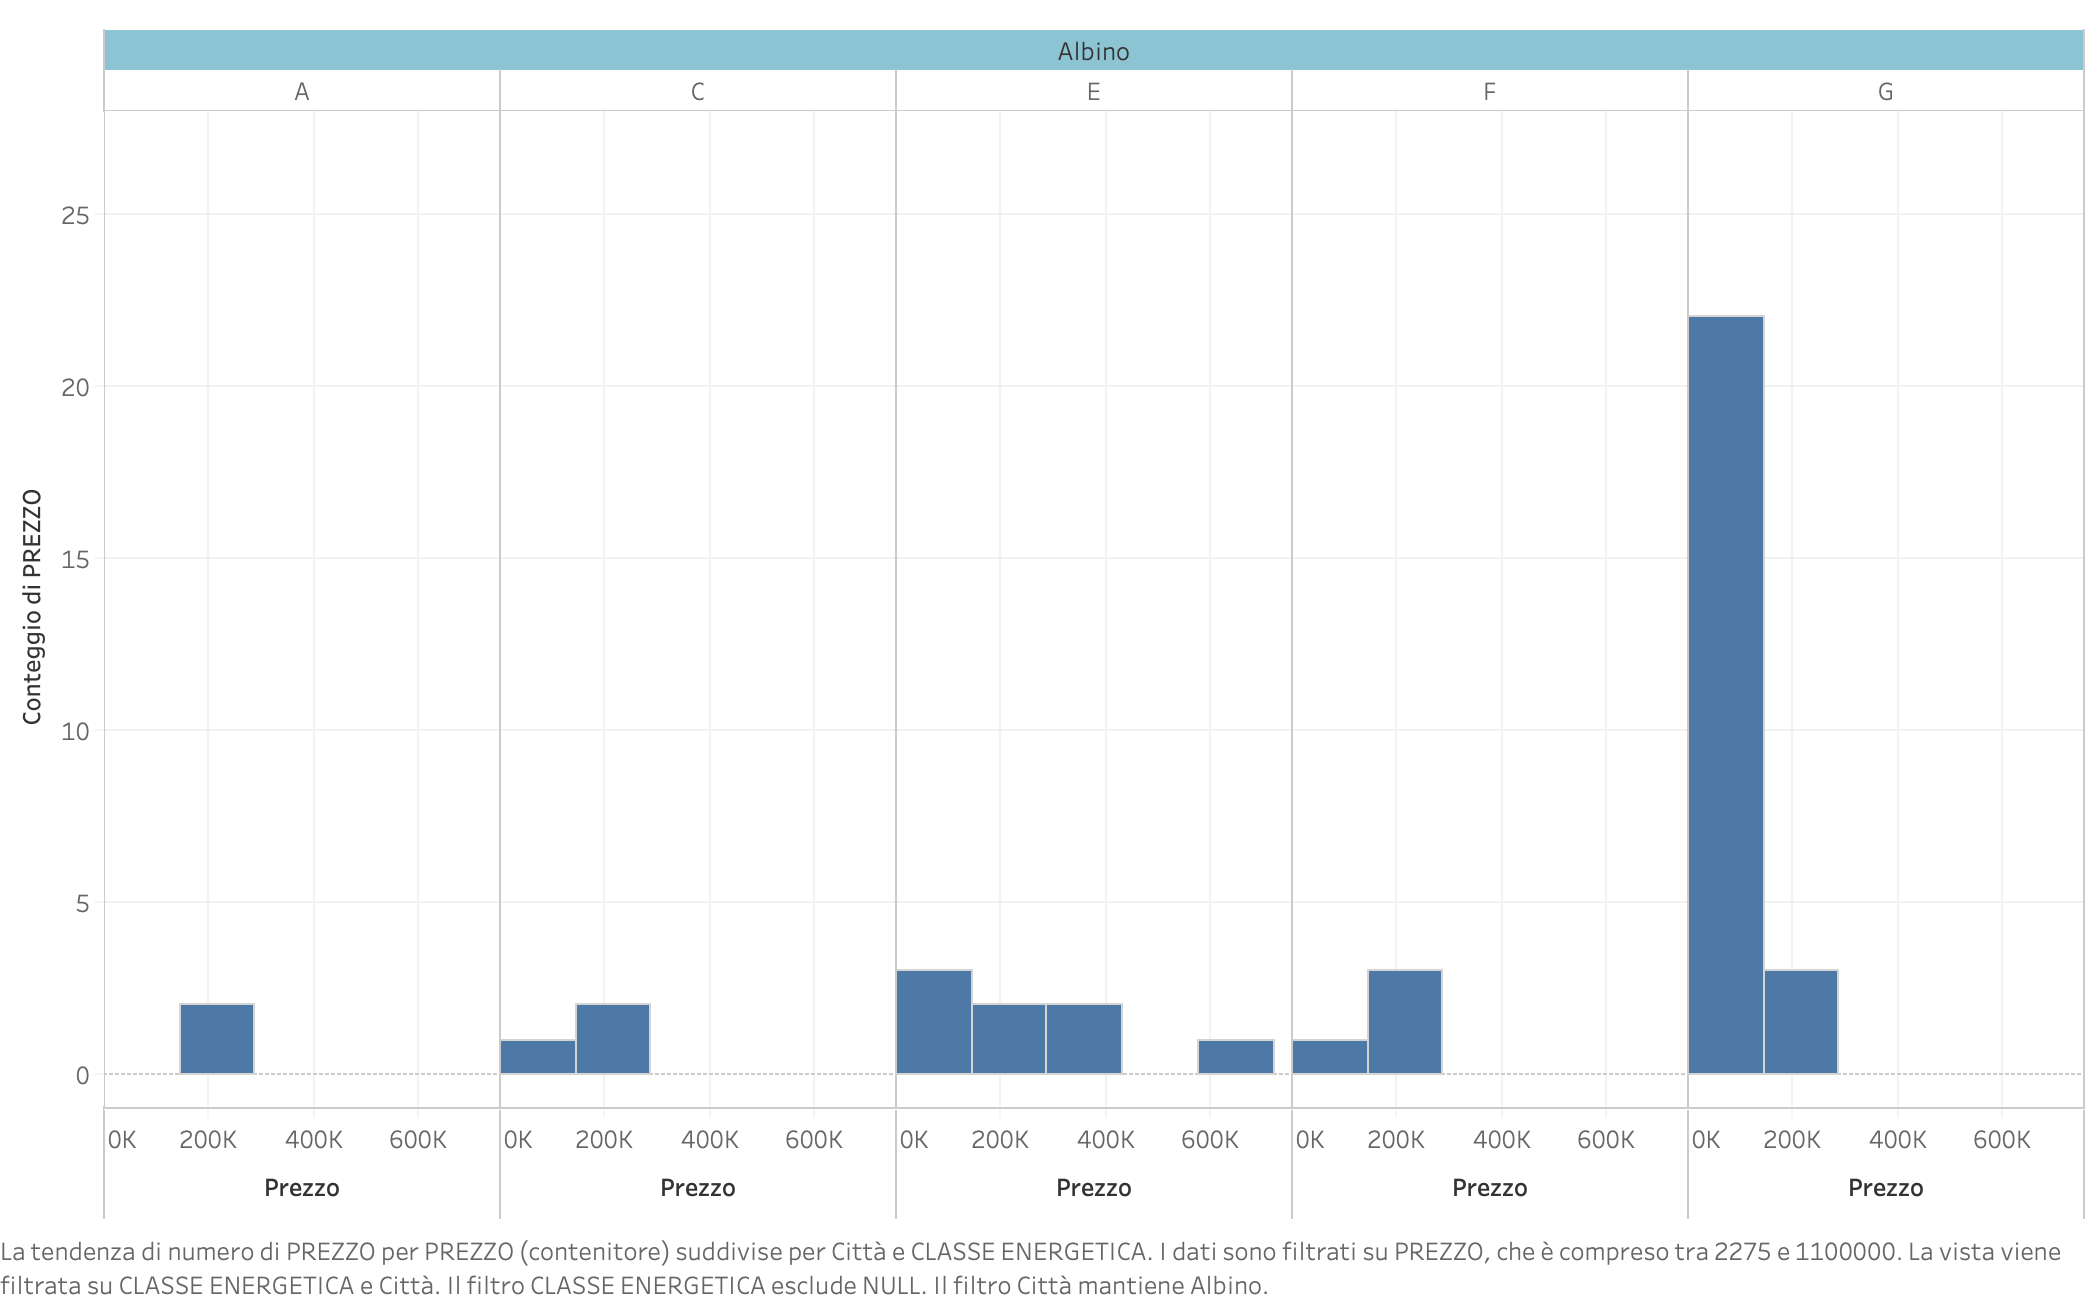 Albino
A C E F G
25
20
15
10
5
0
Conteggio di PREZZO
0K 200K 400K 600K 0K 200K 400K 600K 0K 200K 400K 600K 0K 200K 400K 600K 0K 200K 400K 600K
Prezzo Prezzo Prezzo Prezzo Prezzo
La tendenza di numero di PREZZO per PREZZO (contenitore) suddivise per Città e CLASSE ENERGETICA. I dati sono filtrati su PREZZO, che è compreso tra 2275 e 1100000. La vista viene
filtrata su CLASSE ENERGETICA e Città. Il filtro CLASSE ENERGETICA esclude NULL. Il filtro Città mantiene Albino.